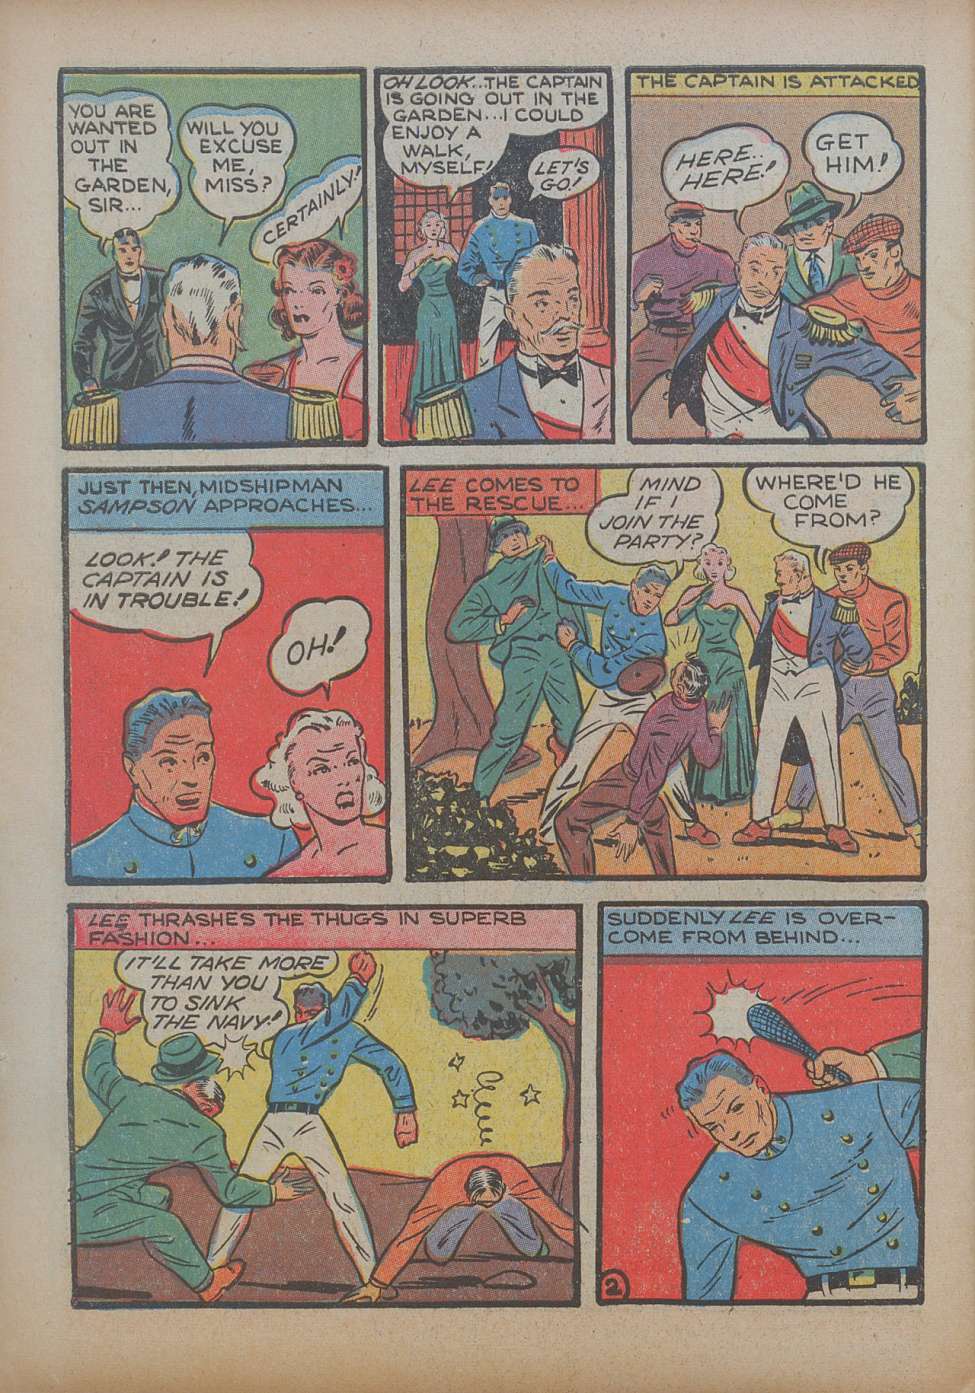 YOU ARE
WANTED
OUT IN
THE
GARDEN,
SIR...
WILL YOU
EXCUSE
ME,
MISS?
CERTAINLY!
OH LOOK...THE CAPTAIN
IS GOING OUT IN THE
GARDEN...I COULD
ENJOY A
WALK,
MYSELF!
LET'S
GO!
THE CAPTAIN IS ATTACKED
HERE..
HERE!
GET
HIM!
JUST THEN, MIDSHIPMAN
SAMPSON APPROACHES...
LOOK! THE
CAPTAIN IS
IN TROUBLE!
OH!
LEE COMES TO
THE RESCUE...
MIND
IF I
JOIN THE
PARTY?
WHERE'D HE
COME
FROM?
LEE THRASHES THE THUGS IN SUPERB
FASHION...
IT'LL TAKE MORE
THAN YOU
TO SINK
THE NAVY!
SUDDENLY LEE IS OVER-
COME FROM BEHIND...
2